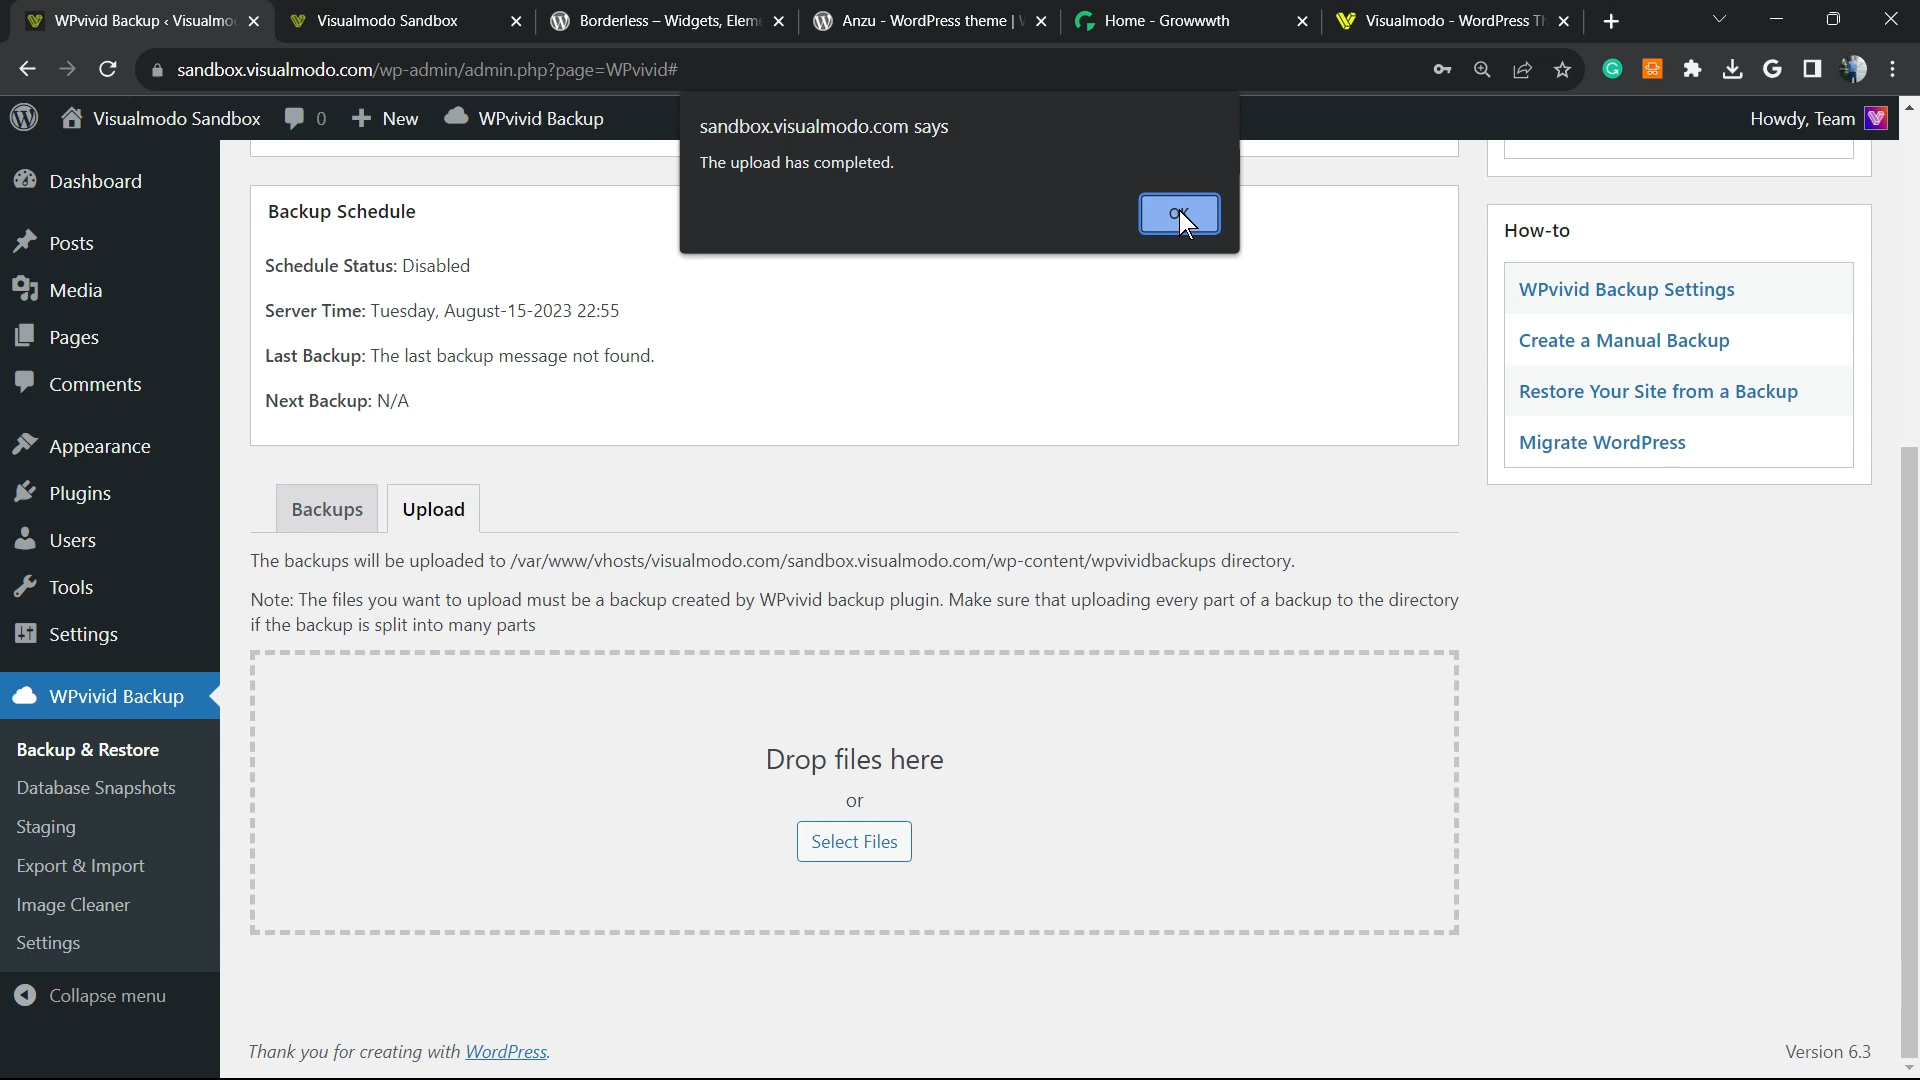 WPvivid Backup ‹ Visualmo
Visualmodo Sandbox
Borderless – Widgets, Elem
Anzu - WordPress theme |
Home - Growwwth
Visualmodo - WordPress Th
sandbox.visualmodo.com/wp-admin/admin.php?page=WPvivid#
Visualmodo Sandbox
0
New
WPvivid Backup
Howdy, Team
sandbox.visualmodo.com says
The upload has completed.
OK
Dashboard
Posts
Media
Pages
Comments
Appearance
Plugins
Users
Tools
Settings
WPvivid Backup
Backup & Restore
Database Snapshots
Staging
Export & Import
Image Cleaner
Settings
Collapse menu
Backup Schedule
Schedule Status: Disabled
Server Time: Tuesday, August-15-2023 22:55
Last Backup: The last backup message not found.
Next Backup: N/A
Backups
Upload
The backups will be uploaded to /var/www/vhosts/visualmodo.com/sandbox.visualmodo.com/wp-content/wpvividbackups directory.
Note: The files you want to upload must be a backup created by WPvivid backup plugin. Make sure that uploading every part of a backup to the directory
if the backup is split into many parts
Drop files here
or
Select Files
How-to
WPvivid Backup Settings
Create a Manual Backup
Restore Your Site from a Backup
Migrate WordPress
Thank you for creating with WordPress.
Version 6.3